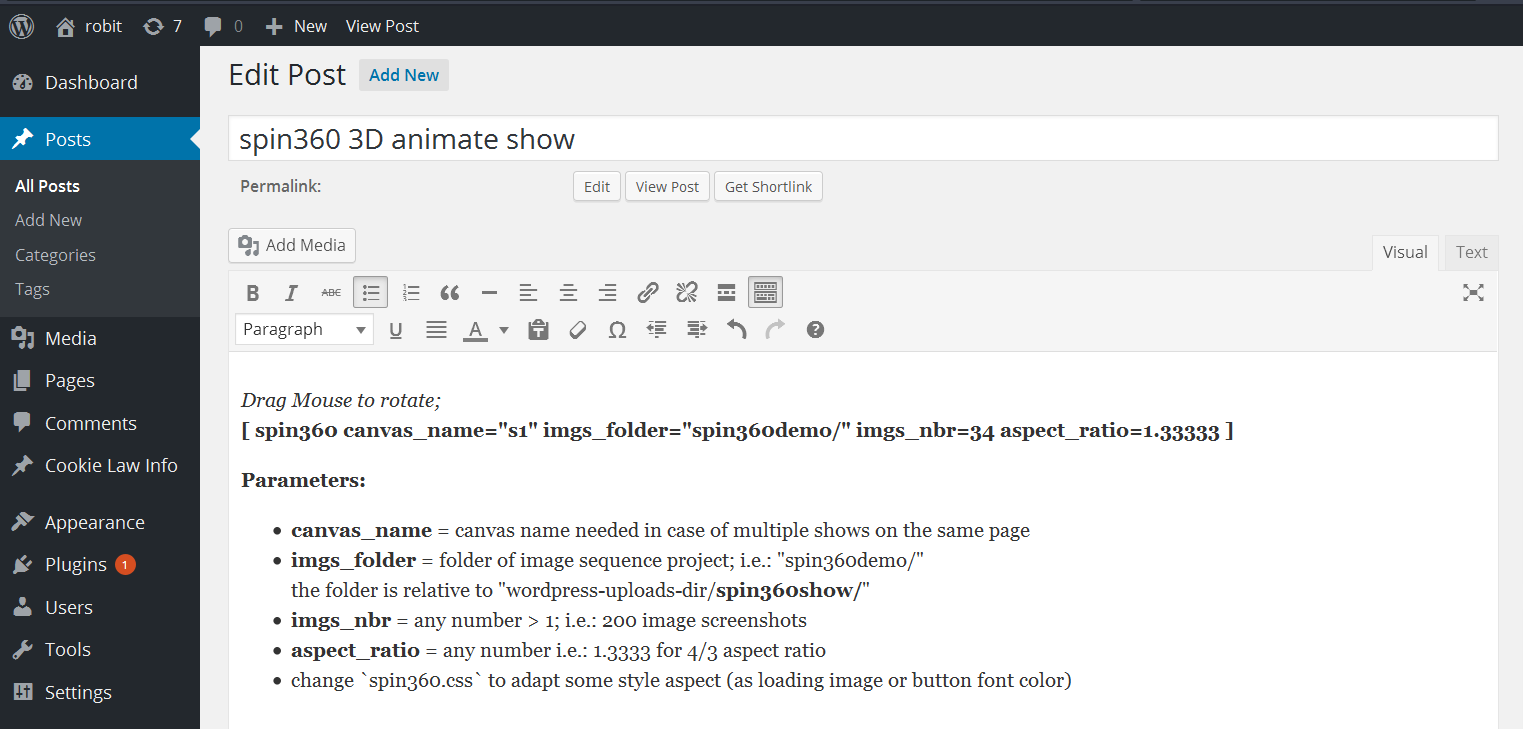 robit 7 0 New View Post
Dashboard
Posts
All Posts
Add New
Categories
Tags
Media
Pages
Comments
Cookie Law Info
Appearance
Plugins 1
Users
Tools
Settings
Edit Post Add New
spin360 3D animate show
Permalink: Edit View Post Get Shortlink
Add Media
Visual Text
B I ABC
Paragraph U A Ω ?
Drag Mouse to rotate;
[ spin360 canvas_name="s1" imgs_folder="spin360demo/" imgs_nbr=34 aspect_ratio=1.33333 ]
Parameters:
• canvas_name = canvas name needed in case of multiple shows on the same page
• imgs_folder = folder of image sequence project; i.e.: "spin360demo/"
the folder is relative to "wordpress-uploads-dir/spin360show/"
• imgs_nbr = any number > 1; i.e.: 200 image screenshots
• aspect_ratio = any number i.e.: 1.3333 for 4/3 aspect ratio
• change `spin360.css` to adapt some style aspect (as loading image or button font color)